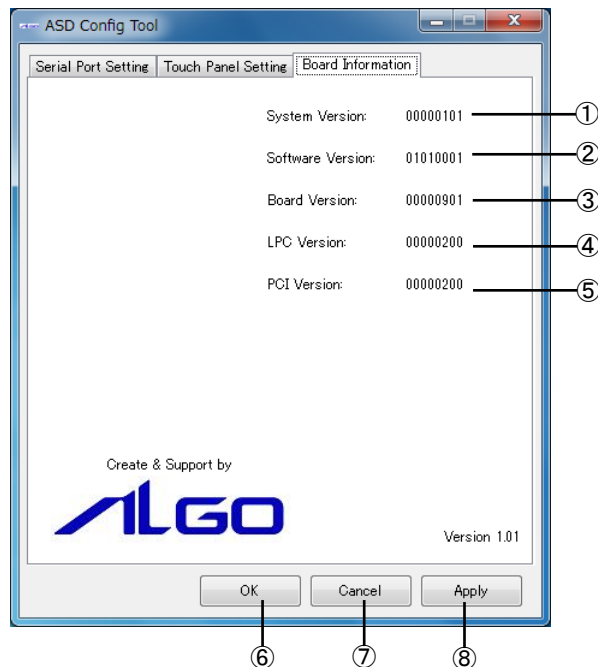 ALGO ASD Config Tool
Serial Port Setting Touch Panel Setting Board Information
System Version: 00000101 ①
Software Version: 01010001 ②
Board Version: 00000901 ③
LPC Version: 00000200 ④
PCI Version: 00000200 ⑤
Create & Support by
ALGO
Version 1.01
OK Cancel Apply
⑥ ⑦ ⑧